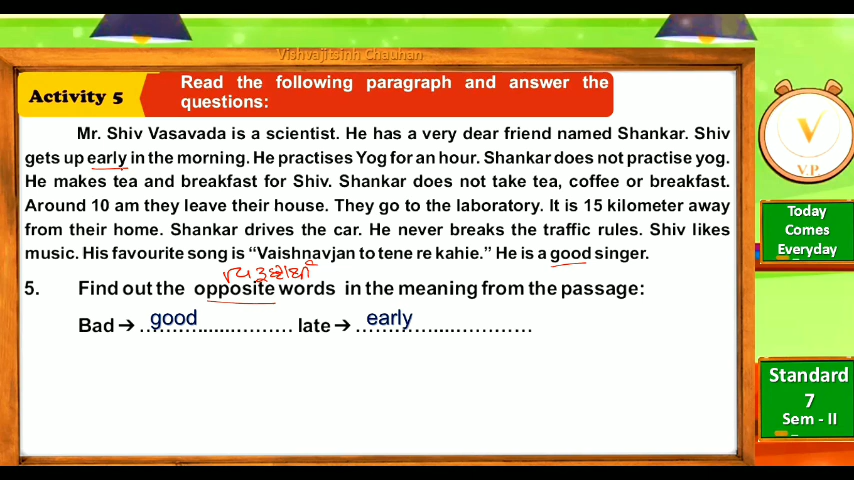 Vishvajitsinh Chauhan
Activity 5
Read the following paragraph and answer the
questions:
Mr. Shiv Vasavada is a scientist. He has a very dear friend named Shankar. Shiv
gets up early in the morning. He practises Yog for an hour. Shankar does not practise yog.
He makes tea and breakfast for Shiv. Shankar does not take tea, coffee or breakfast.
Around 10 am they leave their house. They go to the laboratory. It is 15 kilometer away
from their home. Shankar drives the car. He never breaks the traffic rules. Shiv likes
music. His favourite song is “Vaishnavjan to tene re kahie.” He is a good singer.
5. Find out the opposite words in the meaning from the passage:
Bad ➔ ..good................... late ➔ ...early......................
V
V.P
Today
Comes
Everyday
Standard
7
Sem - II